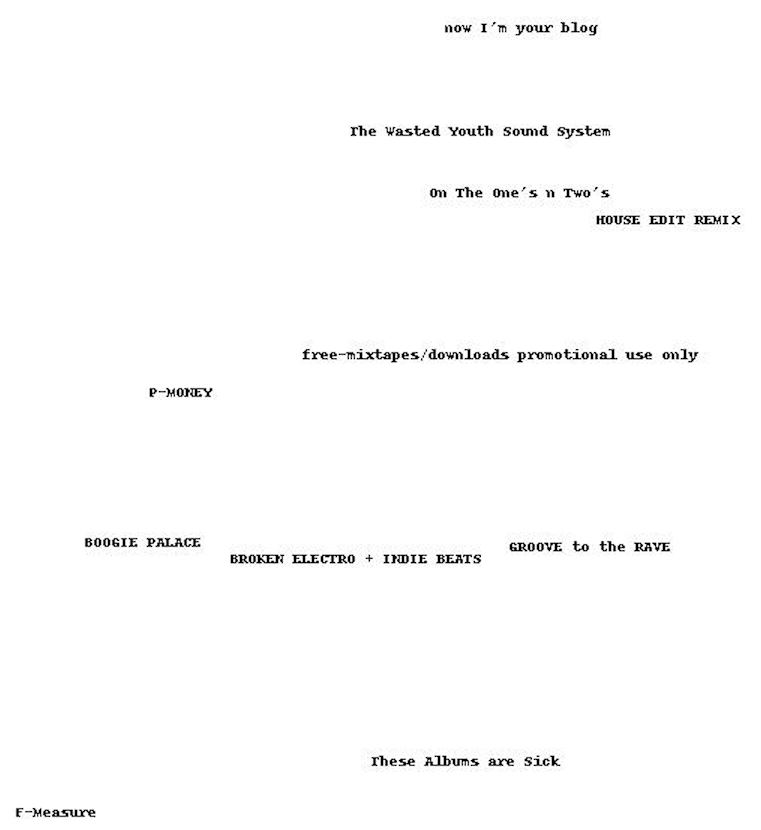 now I´m your blog
The Wasted Youth Sound System
On The One´s n Two´s
HOUSE EDIT REMIX
free-mixtapes/downloads promotional use only
P-MONEY
BOOGIE PALACE
BROKEN ELECTRO + INDIE BEATS
GROOVE to the RAVE
These Albums are Sick
F-Measure